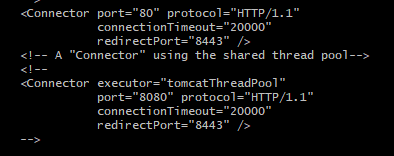 <Connector port="80" protocol="HTTP/1.1"
connectionTimeout="20000"
redirectPort="8443" />
<!-- A "Connector" using the shared thread pool-->
<!--
<Connector executor="tomcatThreadPool"
port="8080" protocol="HTTP/1.1"
connectionTimeout="20000"
redirectPort="8443" />
-->